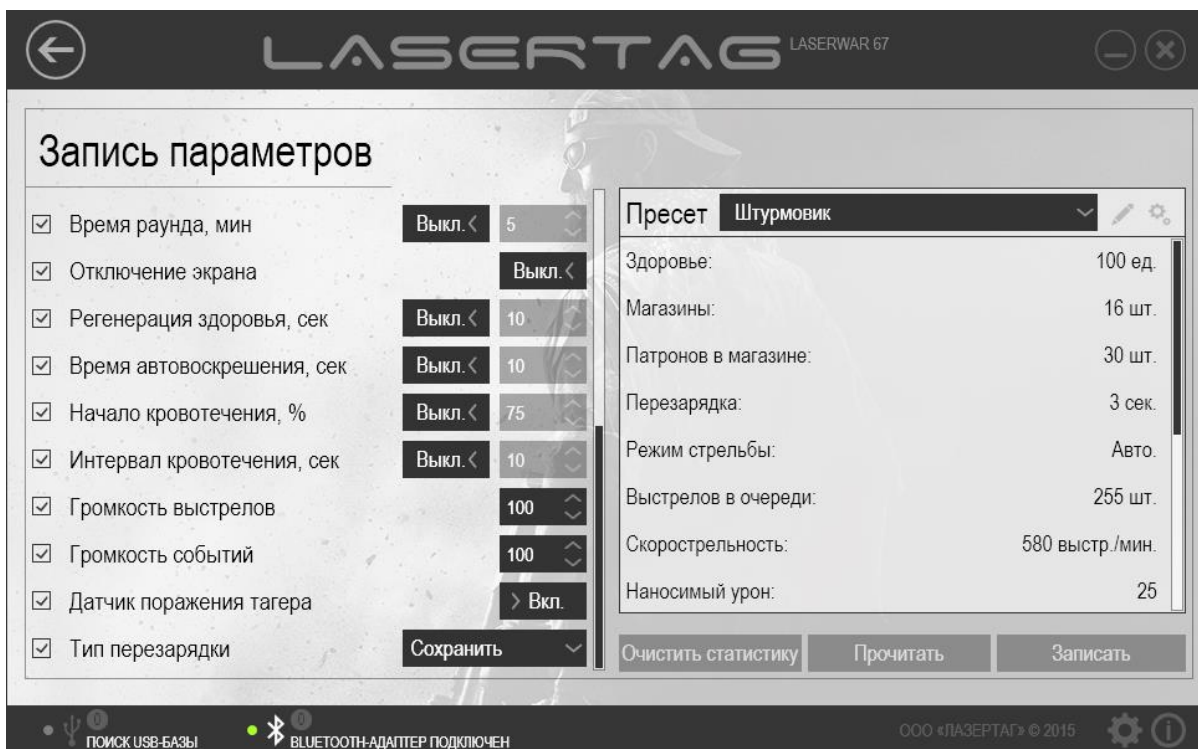 LASERTAG LASERWAR 67
Запись параметров
Время раунда, мин Выкл. 5
Отключение экрана Выкл.
Регенерация здоровья, сек Выкл. 10
Время автовоскрешения, сек Выкл. 10
Начало кровотечения, % Выкл. 75
Интервал кровотечения, сек Выкл. 10
Громкость выстрелов 100
Громкость событий 100
Датчик поражения тагера Вкл.
Тип перезарядки Сохранить
Пресет Штурмовик
Здоровье: 100 ед.
Магазины: 16 шт.
Патронов в магазине: 30 шт.
Перезарядка: 3 сек.
Режим стрельбы: Авто.
Выстрелов в очереди: 255 шт.
Скорострельность: 580 выстр./мин.
Наносимый урон: 25
Очистить статистику Прочитать Записать
0 ПОИСК USB-БАЗЫ 0 BLUETOOTH-АДАПТЕР ПОДКЛЮЧЕН ООО «ЛАЗЕРТАГ» © 2015